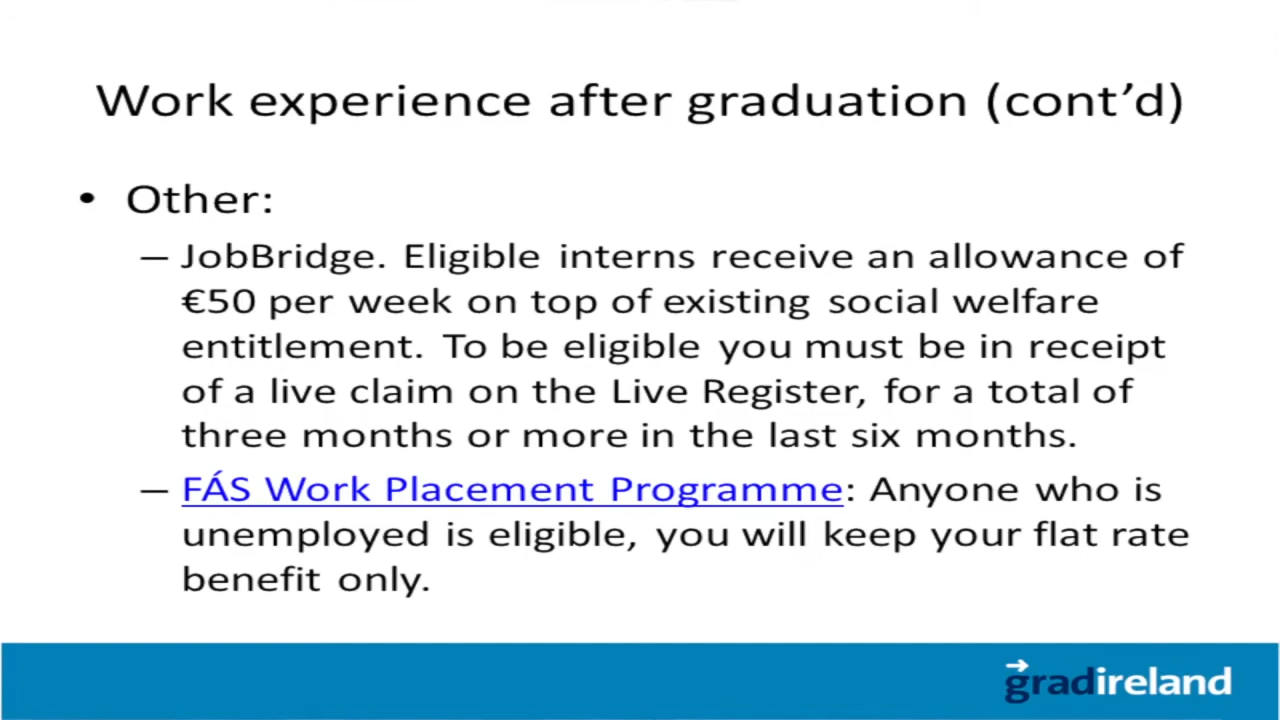 Work experience after graduation (cont’d)
• Other:
– JobBridge. Eligible interns receive an allowance of
€50 per week on top of existing social welfare
entitlement. To be eligible you must be in receipt
of a live claim on the Live Register, for a total of
three months or more in the last six months.
– FÁS Work Placement Programme: Anyone who is
unemployed is eligible, you will keep your flat rate
benefit only.
gradireland